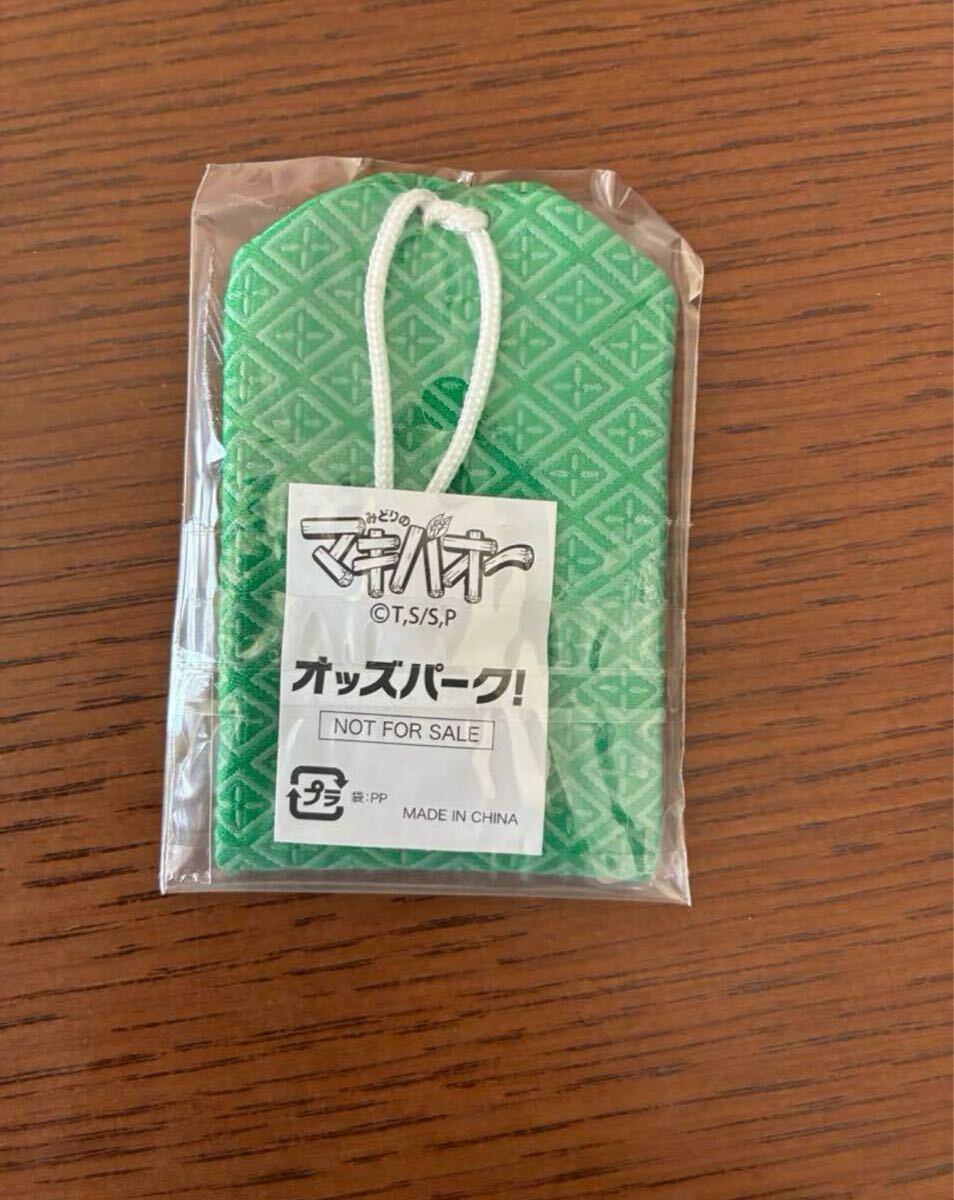 みどりの
マキバオー
©T,S/S,P
オッズパーク!
NOT FOR SALE
プラ
袋:PP
MADE IN CHINA